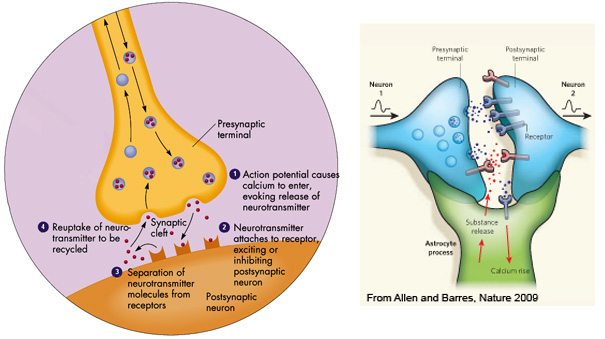 Presynaptic
terminal
1 Action potential causes
calcium to enter,
evoking release of
neurotransmitter
Synaptic
cleft
4 Reuptake of neuro-
transmitter to be
recycled
2 Neurotransmitter
attaches to receptor,
exciting or
inhibiting
postsynaptic
neuron
3 Separation of
neurotransmitter
molecules from
receptors
Postsynaptic
neuron
Presynaptic
terminal
Postsynaptic
terminal
Neuron
1
Neuron
2
Receptor
Substance
release
Astrocyte
process
Calcium rise
From Allen and Barres, Nature 2009